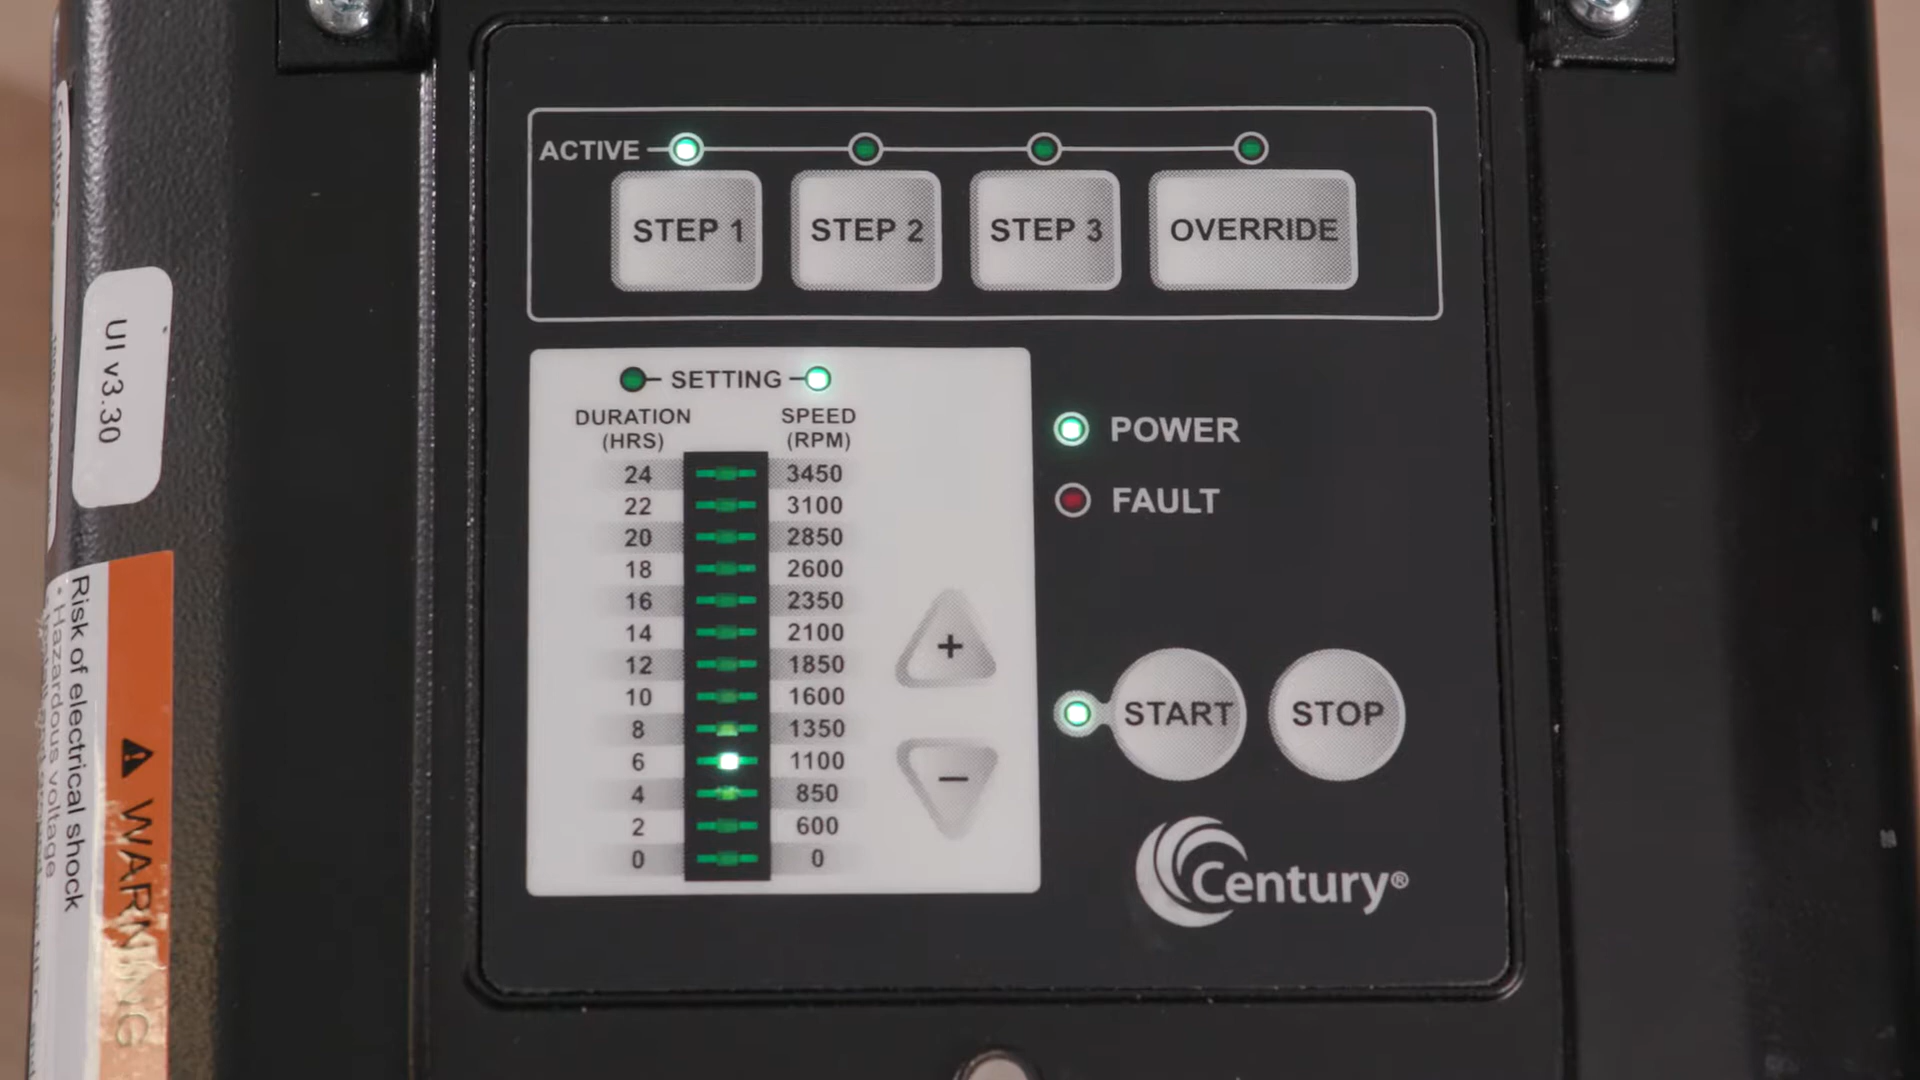 ACTIVE
STEP 1
STEP 2
STEP 3
OVERRIDE
SETTING
DURATION
(HRS)
SPEED
(RPM)
24 3450
22 3100
20 2850
18 2600
16 2350
14 2100
12 1850
10 1600
8 1350
6 1100
4 850
2 600
0 0
+
−
POWER
FAULT
START
STOP
Century®
UI v3.30
WARNING
Risk of electrical shock
• Hazardous voltage